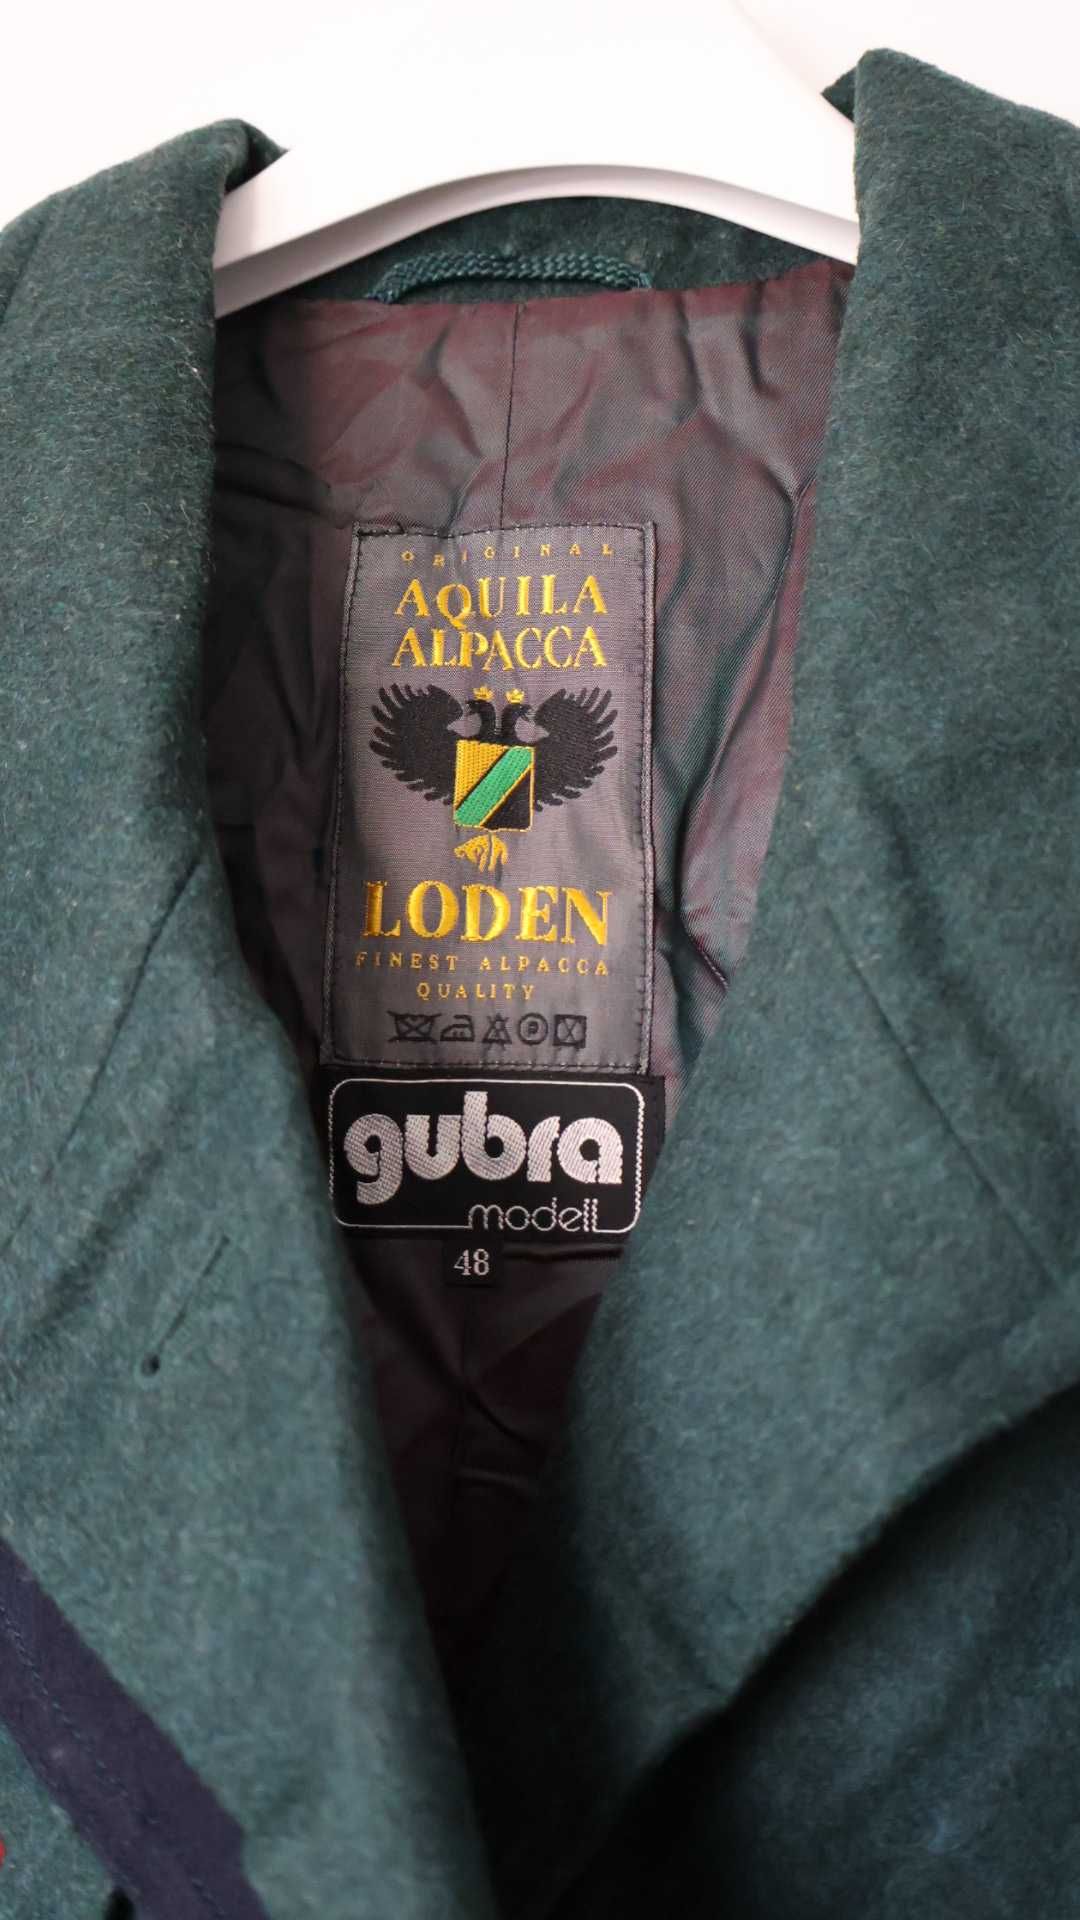 ORIGINAL
AQUILA
ALPACCA
LODEN
FINEST ALPACCA
QUALITY
P
gubra
modell
48